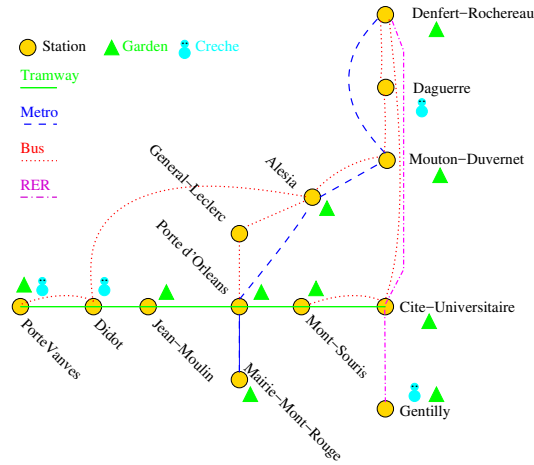 Denfert−Rochereau
Station
Garden
Creche
Tramway
Daguerre
Metro
Bus
General−Leclerc
Alesia
Mouton−Duvernet
RER
Porte d'Orleans
Cite−Universitaire
PorteVanves
Didot
Jean−Moulin
Mont−Souris
Mairie−Mont−Rouge
Gentilly